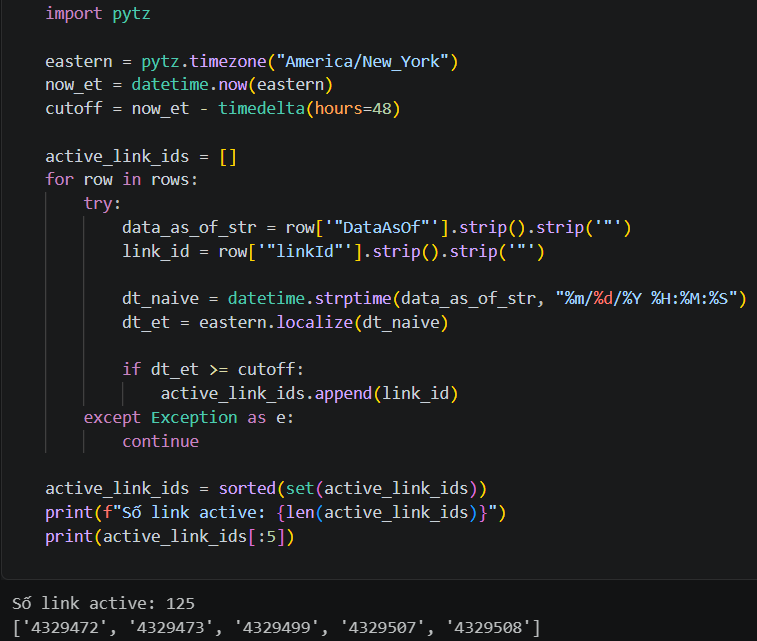 import pytz
eastern = pytz.timezone("America/New_York")
now_et = datetime.now(eastern)
cutoff = now_et - timedelta(hours=48)
active_link_ids = []
for row in rows:
try:
data_as_of_str = row['"DataAsOf"'].strip().strip('"')
link_id = row['"linkId"'].strip().strip('"')
dt_naive = datetime.strptime(data_as_of_str, "%m/%d/%Y %H:%M:%S")
dt_et = eastern.localize(dt_naive)
if dt_et >= cutoff:
active_link_ids.append(link_id)
except Exception as e:
continue
active_link_ids = sorted(set(active_link_ids))
print(f"Số link active: {len(active_link_ids)}")
print(active_link_ids[:5])
Số link active: 125
['4329472', '4329473', '4329499', '4329507', '4329508']